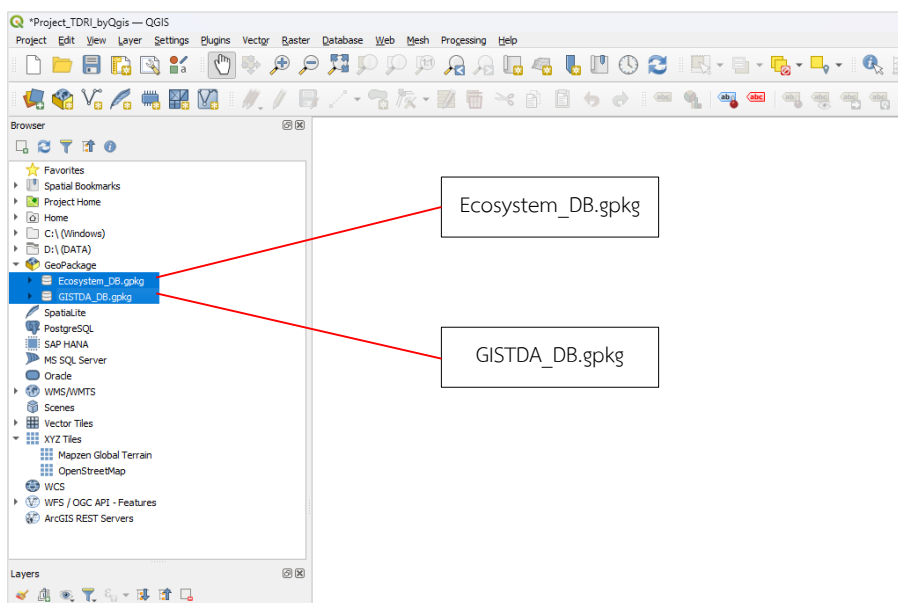 *Project_TDRI_byQgis — QGIS
Project Edit View Layer Settings Plugins Vector Raster Database Web Mesh Processing Help
Browser
Favorites
Spatial Bookmarks
Project Home
Home
C:\ (Windows)
D:\ (DATA)
GeoPackage
Ecosystem_DB.gpkg
GISTDA_DB.gpkg
SpatiaLite
PostgreSQL
SAP HANA
MS SQL Server
Oracle
WMS/WMTS
Scenes
Vector Tiles
XYZ Tiles
Mapzen Global Terrain
OpenStreetMap
WCS
WFS / OGC API - Features
ArcGIS REST Servers
Layers
Ecosystem_DB.gpkg
GISTDA_DB.gpkg